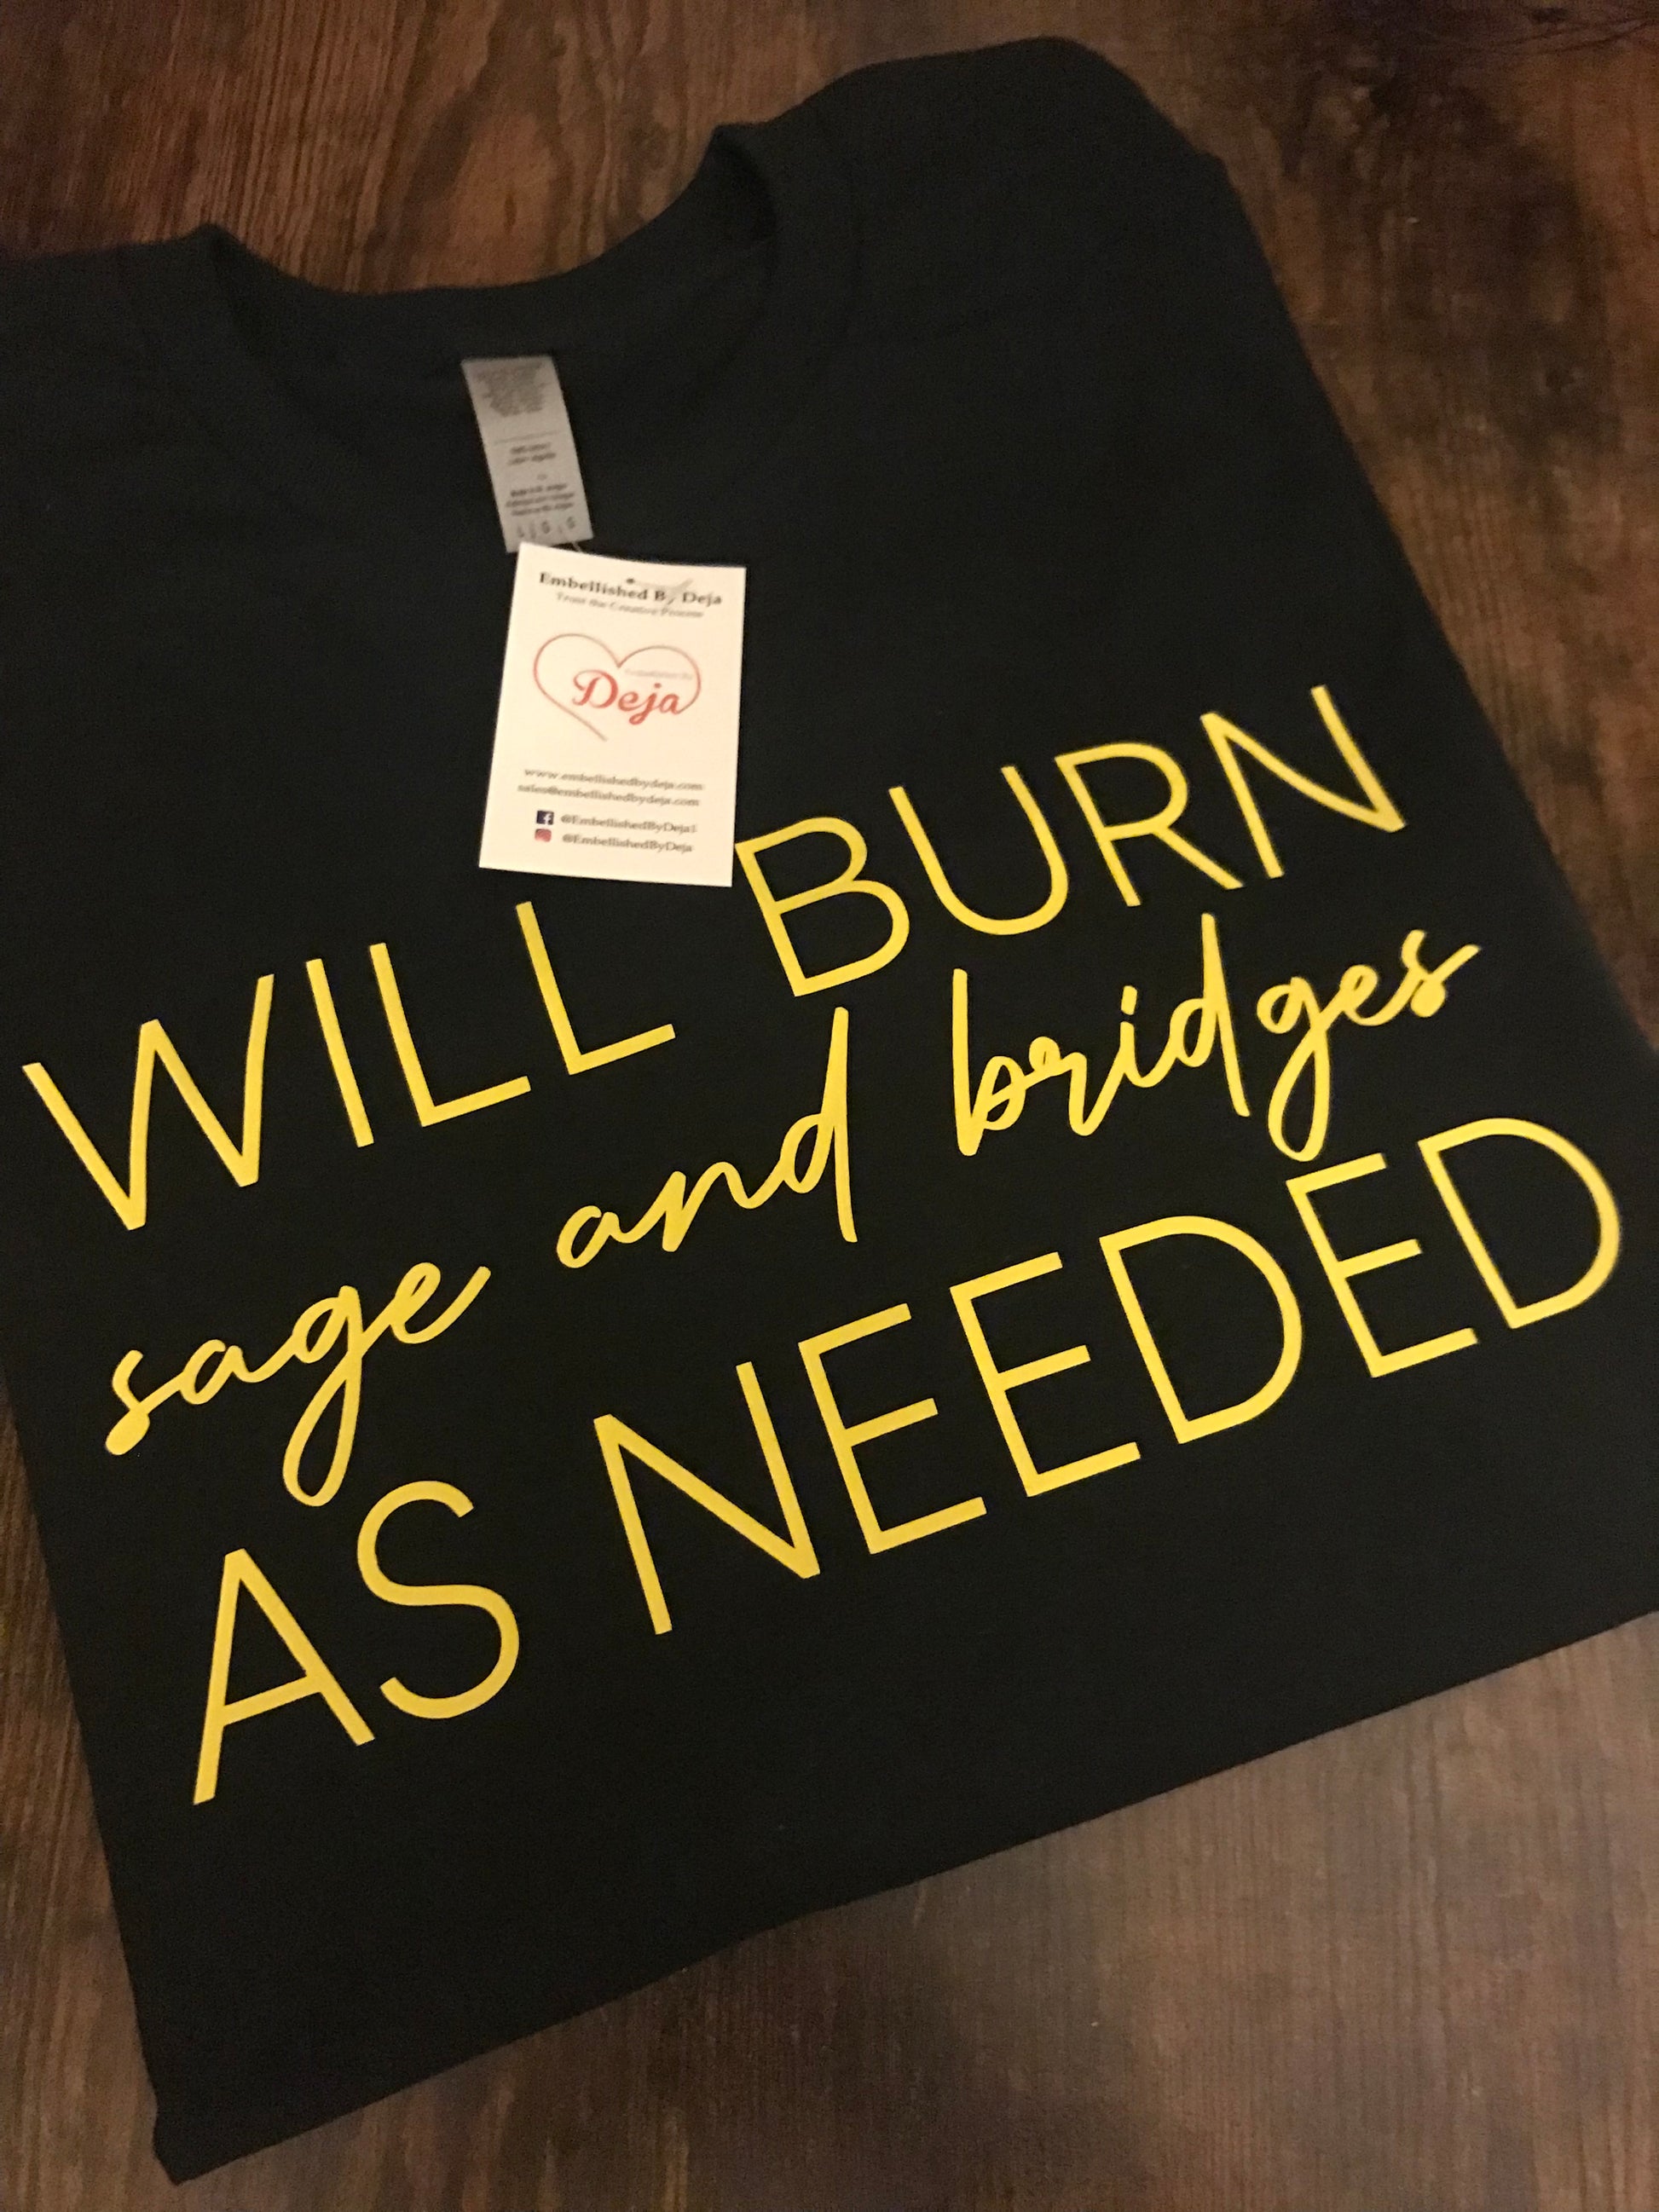 Embellished By Deja
Trust the Creative Process
Deja
www.embellishedbydeja.com
sales@embellishedbydeja.com
@EmbellishedByDeja1
@EmbellishedByDeja
WILL BURN
sage and bridges
AS NEEDED